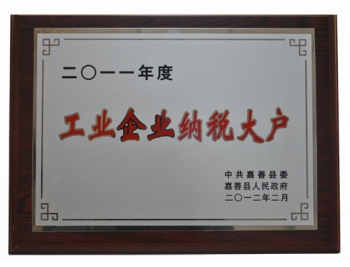 二〇一一年度
工业企业纳税大户
中共嘉善县委
嘉善县人民政府
二〇一二年二月